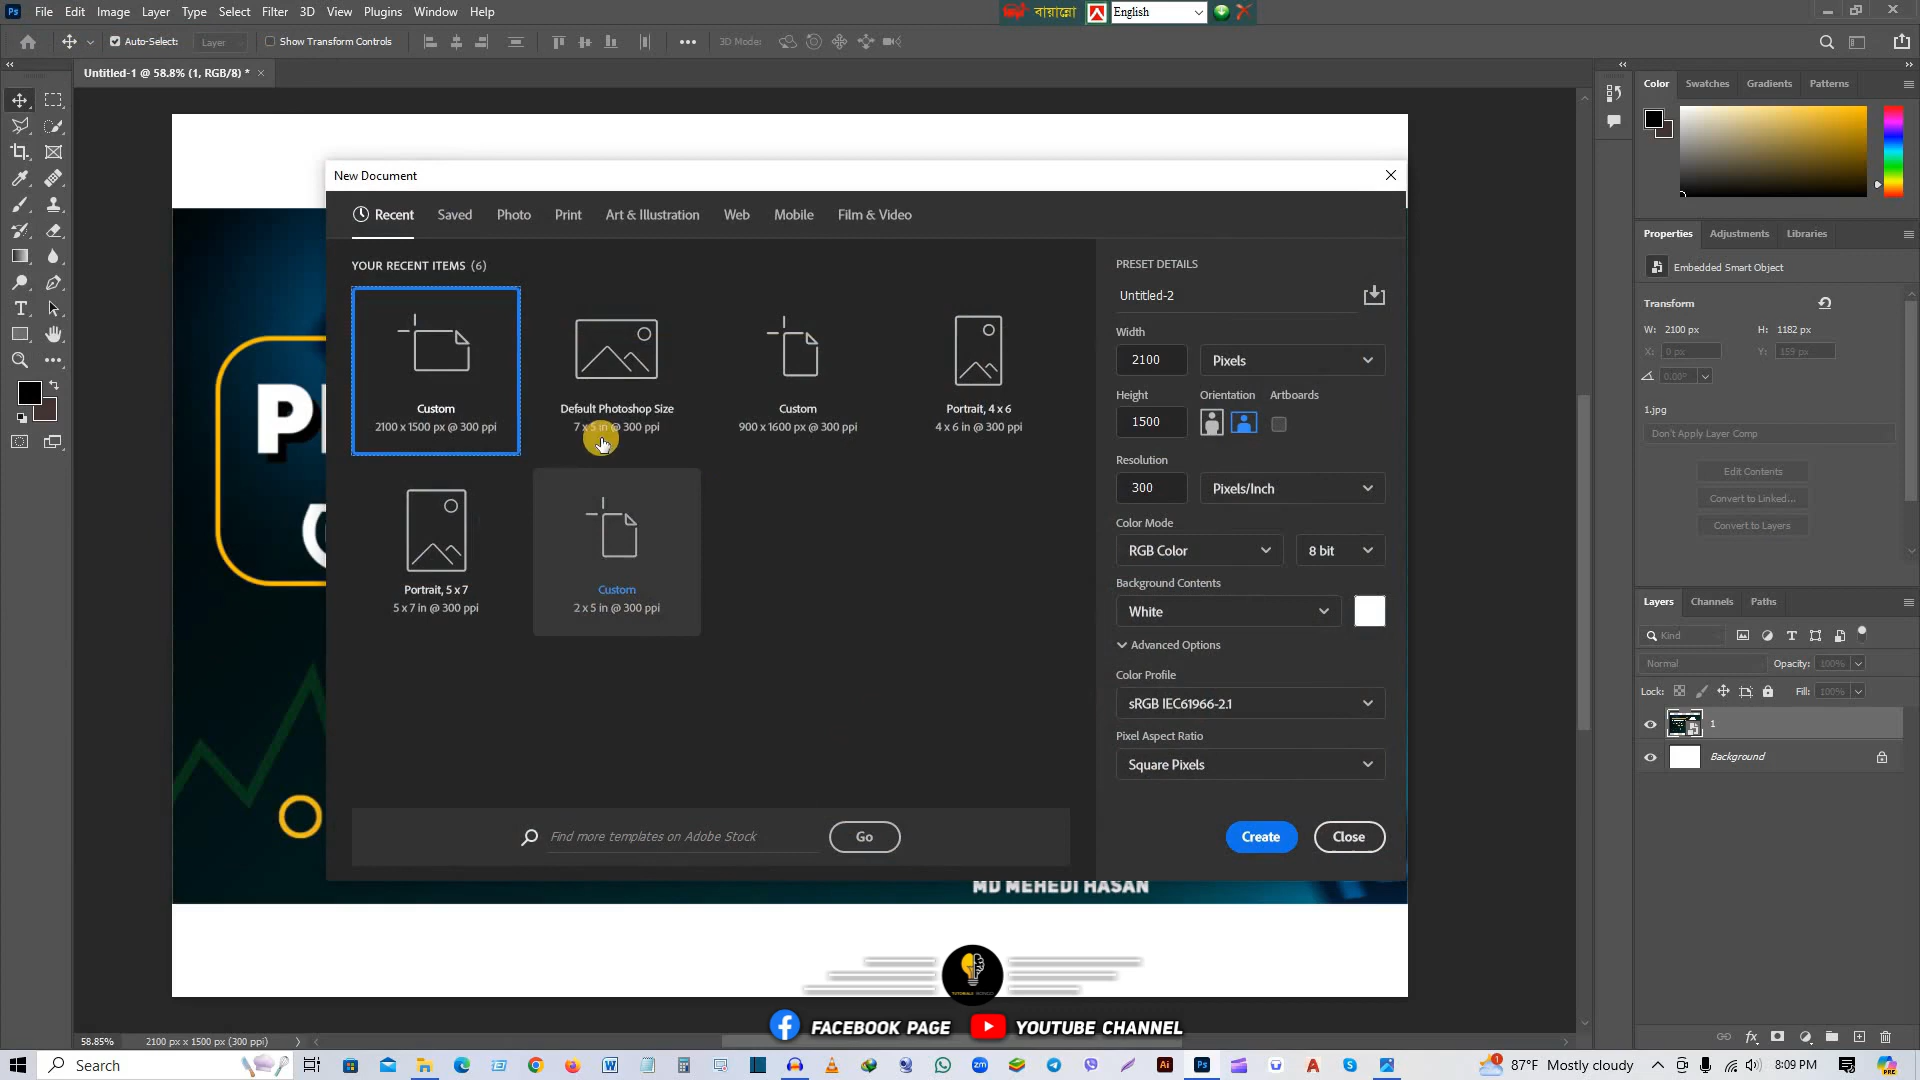 Ps File Edit Image Layer Type Select Filter 3D View Plugins Window Help
বায়ান্নো English
Auto-Select: Layer Show Transform Controls 3D Mode:
Untitled-1 @ 58.8% (1, RGB/8) *
Color Swatches Gradients Patterns
New Document
Recent Saved Photo Print Art & Illustration Web Mobile Film & Video
YOUR RECENT ITEMS (6)
Custom
2100 x 1500 px @ 300 ppi
Default Photoshop Size
7 x 5 in @ 300 ppi
Custom
900 x 1600 px @ 300 ppi
Portrait, 4 x 6
4 x 6 in @ 300 ppi
Portrait, 5 x 7
5 x 7 in @ 300 ppi
Custom
2 x 5 in @ 300 ppi
Find more templates on Adobe Stock Go
PRESET DETAILS
Untitled-2
Width
2100 Pixels
Height Orientation Artboards
1500
Resolution
300 Pixels/Inch
Color Mode
RGB Color 8 bit
Background Contents
White
Advanced Options
Color Profile
sRGB IEC61966-2.1
Pixel Aspect Ratio
Square Pixels
Create Close
Properties Adjustments Libraries
Embedded Smart Object
Transform
W: 2100 px H: 1182 px
X: 0 px Y: 159 px
0.00°
1.jpg
Don't Apply Layer Comp
Edit Contents
Convert to Linked...
Convert to Layers
Layers Channels Paths
Kind
Normal Opacity: 100%
Lock: Fill: 100%
1
Background
MD MEHEDI HASAN
FACEBOOK PAGE YOUTUBE CHANNEL
58.85% 2100 px x 1500 px (300 ppi)
Search 87°F Mostly cloudy 8:09 PM